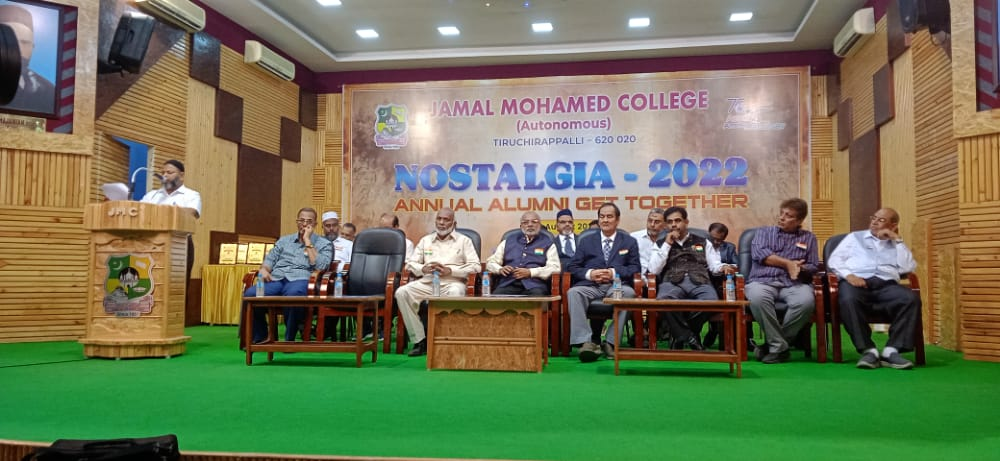 JAMAL MOHAMED COLLEGE
(Autonomous)
TIRUCHIRAPPALLI - 620 020
NOSTALGIA - 2022
ANNUAL ALUMNI GET TOGETHER
JMC